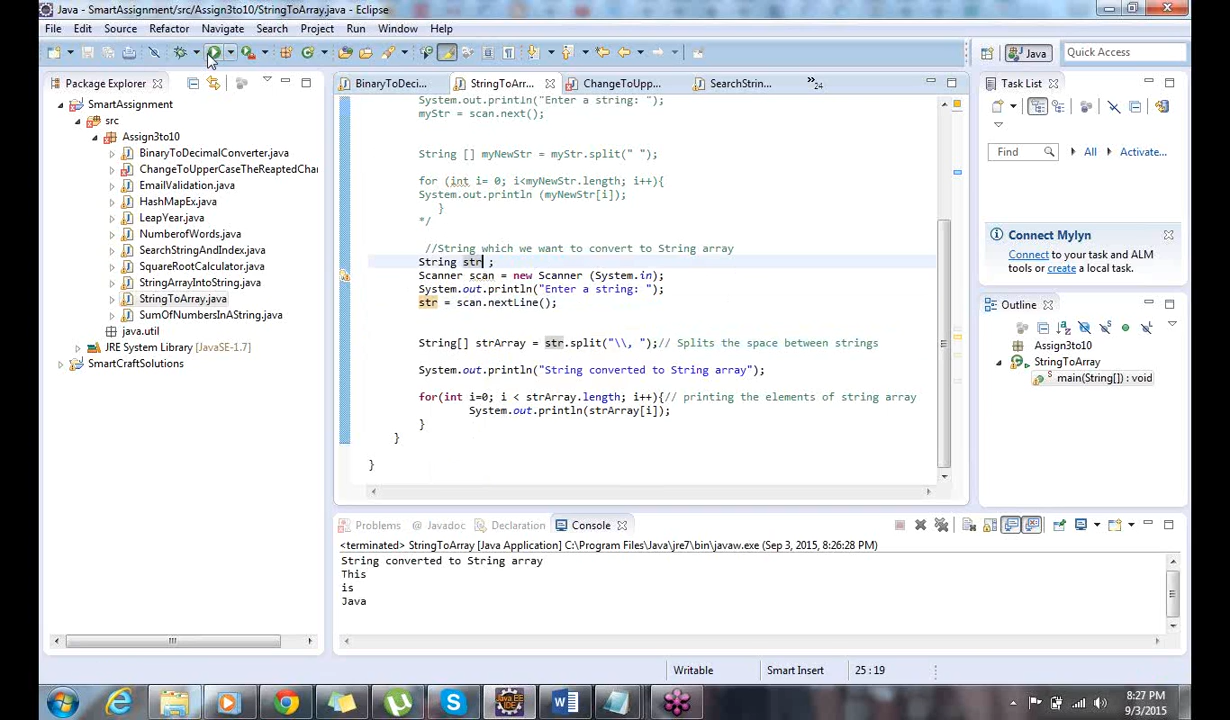 Java - SmartAssignment/src/Assign3to10/StringToArray.java - Eclipse
File Edit Source Refactor Navigate Search Project Run Window Help
Java
Quick Access
Package Explorer
SmartAssignment
src
Assign3to10
BinaryToDecimalConverter.java
ChangeToUpperCaseTheReaptedChar
EmailValidation.java
HashMapEx.java
LeapYear.java
NumberofWords.java
SearchStringAndIndex.java
SquareRootCalculator.java
StringArrayIntoString.java
StringToArray.java
SumOfNumbersInAString.java
java.util
JRE System Library [JavaSE-1.7]
SmartCraftSolutions
BinaryToDeci... StringToArr... ChangeToUpp... SearchStrin... »24
System.out.println("Enter a string: ");
myStr = scan.next();
String [] myNewStr = myStr.split(" ");
for (int i= 0; i<myNewStr.length; i++){
System.out.println (myNewStr[i]);
}
*/
//String which we want to convert to String array
String str ;
Scanner scan = new Scanner (System.in);
System.out.println("Enter a string: ");
str = scan.nextLine();
String[] strArray = str.split("\\, ");// Splits the space between strings
System.out.println("String converted to String array");
for(int i=0; i < strArray.length; i++){// printing the elements of string array
System.out.println(strArray[i]);
}
}
}
Task List
Find All Activate...
Connect Mylyn
Connect to your task and ALM
tools or create a local task.
Outline
Assign3to10
StringToArray
main(String[]) : void
Problems @ Javadoc Declaration Console
<terminated> StringToArray [Java Application] C:\Program Files\Java\jre7\bin\javaw.exe (Sep 3, 2015, 8:26:28 PM)
String converted to String array
This
is
Java
Writable Smart Insert 25 : 19
8:27 PM
9/3/2015